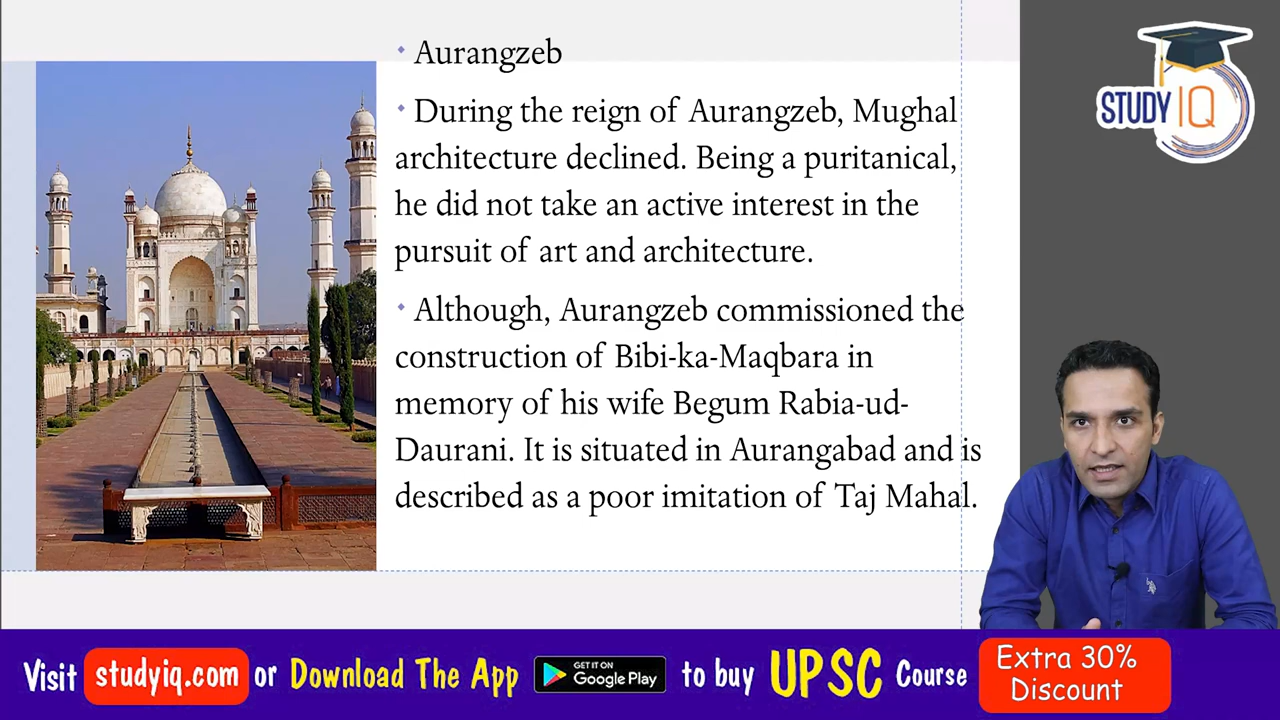 · Aurangzeb
· During the reign of Aurangzeb, Mughal
architecture declined. Being a puritanical,
he did not take an active interest in the
pursuit of art and architecture.
· Although, Aurangzeb commissioned the
construction of Bibi-ka-Maqbara in
memory of his wife Begum Rabia-ud-
Daurani. It is situated in Aurangabad and is
described as a poor imitation of Taj Mahal.
STUDY IQ
Visit studyiq.com or Download The App GET IT ON Google Play to buy UPSC Course
Extra 30%
Discount